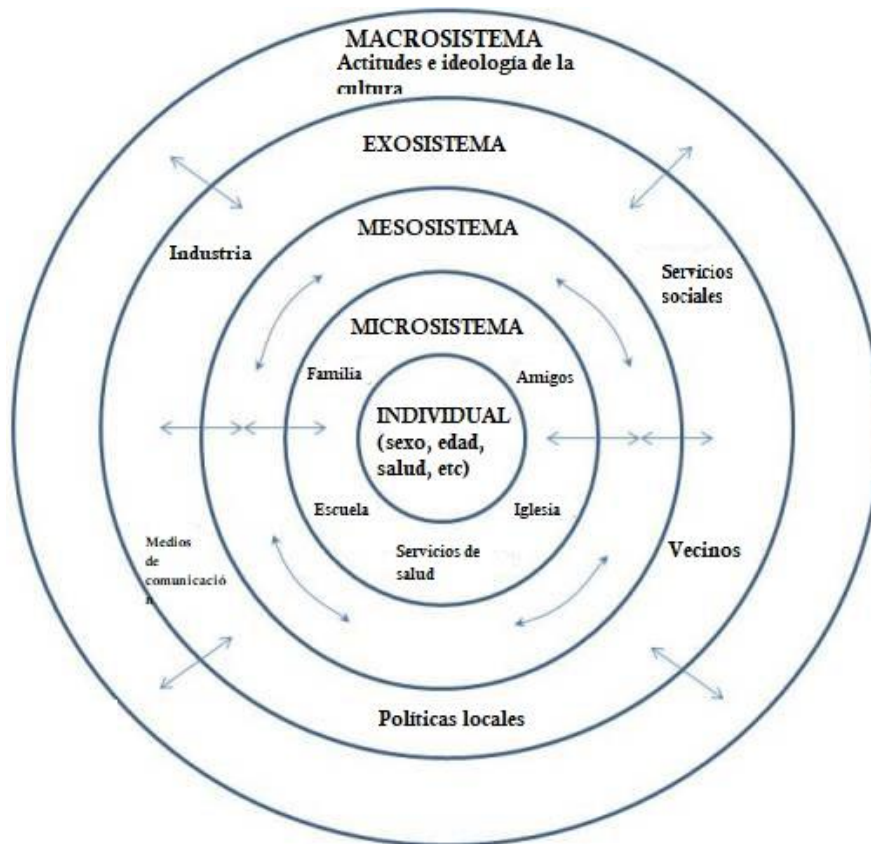 MACROSISTEMA
Actitudes e ideología de la
cultura
EXOSISTEMA
MESOSISTEMA
Industria
Servicios
sociales
MICROSISTEMA
Familia
Amigos
INDIVIDUAL
(sexo, edad,
salud, etc)
Escuela
Iglesia
Servicios de
salud
Medios
de
comunicació
n
Vecinos
Políticas locales